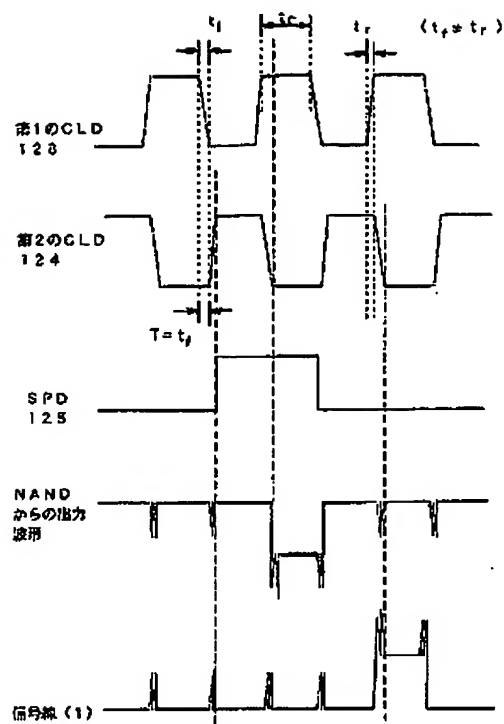 t_f
t_r
(t_f ≠ t_r)
第1のCLD
123
第2のCLD
124
T=t_f
SPD
125
NAND
からの出力
波形
信号線(1)